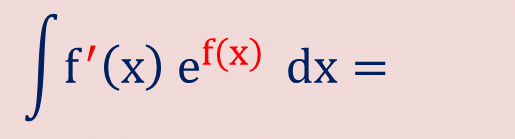 ∫ f′(x) e^{f(x)} dx =